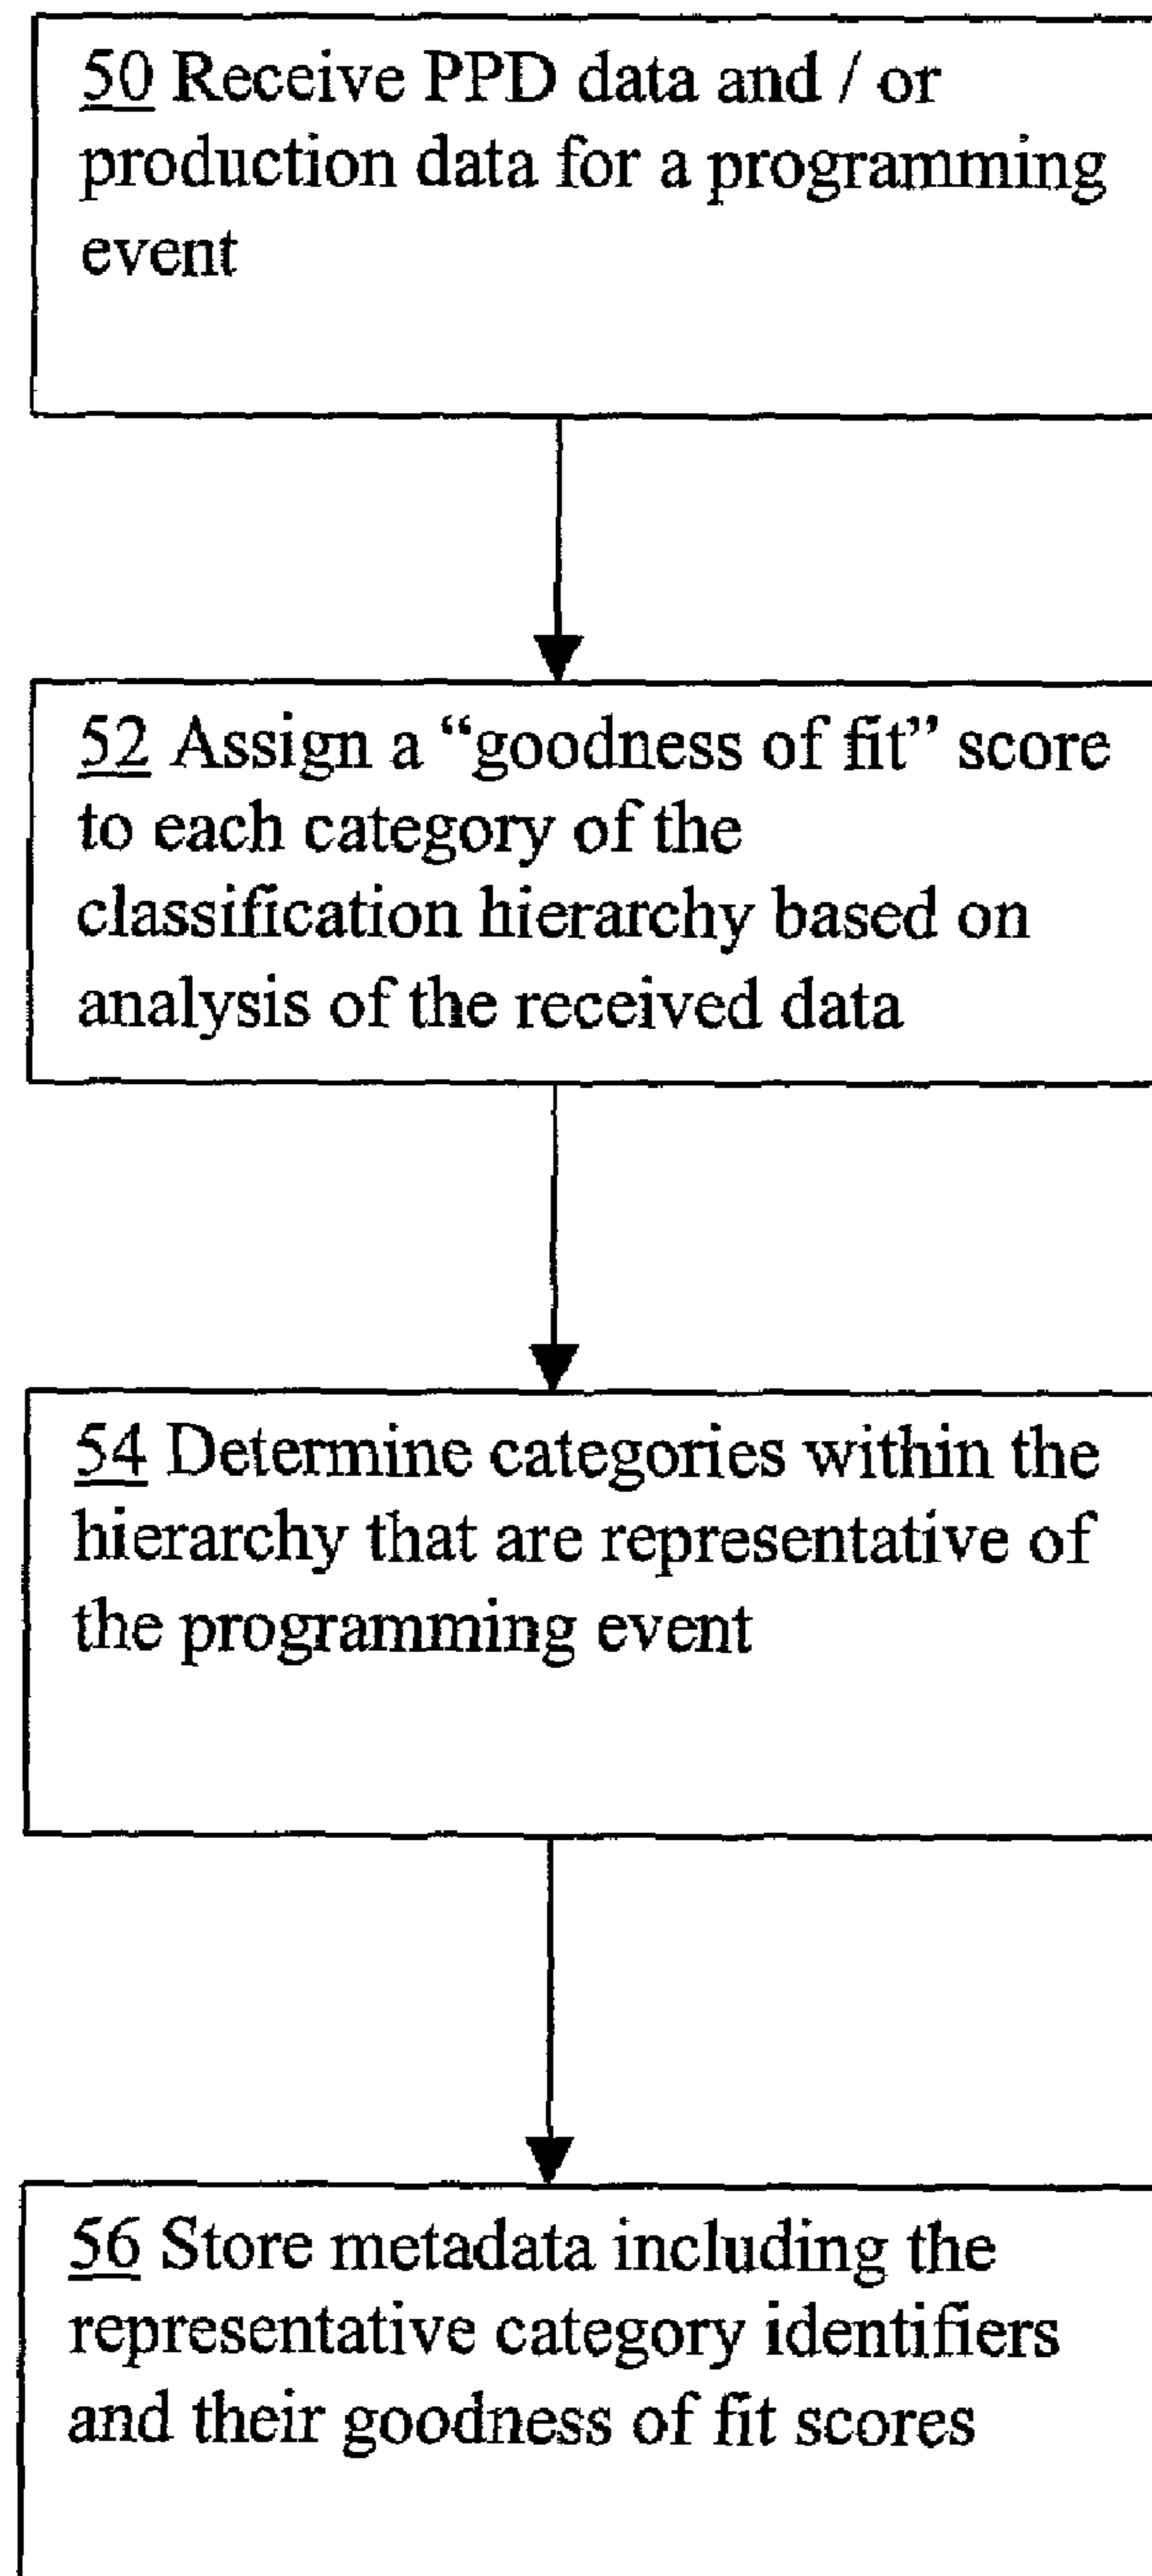 50 Receive PPD data and / or
production data for a programming
event
52 Assign a “goodness of fit” score
to each category of the
classification hierarchy based on
analysis of the received data
54 Determine categories within the
hierarchy that are representative of
the programming event
56 Store metadata including the
representative category identifiers
and their goodness of fit scores